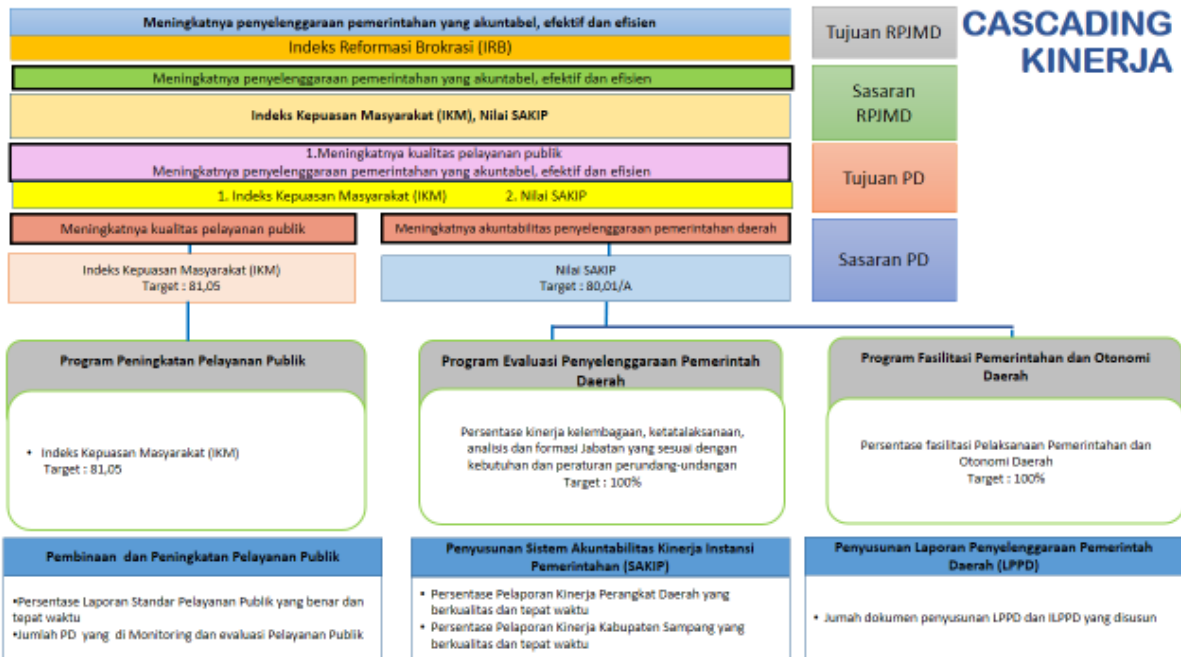 Meningkatnya penyelenggaraan pemerintahan yang akuntabel, efektif dan efisien
Indeks Reformasi Brokrasi (IRB)
Meningkatnya penyelenggaraan pemerintahan yang akuntabel, efektif dan efisien
Indeks Kepuasan Masyarakat (IKM), Nilai SAKIP
1.Meningkatnya kualitas pelayanan publik
Meningkatnya penyelenggaraan pemerintahan yang akuntabel, efektif dan efisien
1. Indeks Kepuasan Masyarakat (IKM) 2. Nilai SAKIP
Tujuan RPJMD
Sasaran
RPJMD
Tujuan PD
Sasaran PD
CASCADING
KINERJA
Meningkatnya kualitas pelayanan publik
Indeks Kepuasan Masyarakat (IKM)
Target : 81,05
Meningkatnya akuntabilitas penyelenggaraan pemerintahan daerah
Nilai SAKIP
Target : 80,01/A
Program Peningkatan Pelayanan Publik
• Indeks Kepuasan Masyarakat (IKM)
Target : 81,05
Program Evaluasi Penyelenggaraan Pemerintah
Daerah
Persentase kinerja kelembagaan, ketatalaksanaan,
analisis dan formasi Jabatan yang sesuai dengan
kebutuhan dan peraturan perundang-undangan
Target : 100%
Program Fasilitasi Pemerintahan dan Otonomi
Daerah
Persentase fasilitasi Pelaksanaan Pemerintahan dan
Otonomi Daerah
Target : 100%
Pembinaan dan Peningkatan Pelayanan Publik
•Persentase Laporan Standar Pelayanan Publik yang benar dan
tepat waktu
•Jumlah PD yang di Monitoring dan evaluasi Pelayanan Publik
Penyusunan Sistem Akuntabilitas Kinerja Instansi
Pemerintahan (SAKIP)
• Persentase Pelaporan Kinerja Perangkat Daerah yang
berkualitas dan tepat waktu
• Persentase Pelaporan Kinerja Kabupaten Sampang yang
berkualitas dan tepat waktu
Penyusunan Laporan Penyelenggaraan Pemerintah
Daerah (LPPD)
• Jumah dokumen penyusunan LPPD dan ILPPD yang disusun